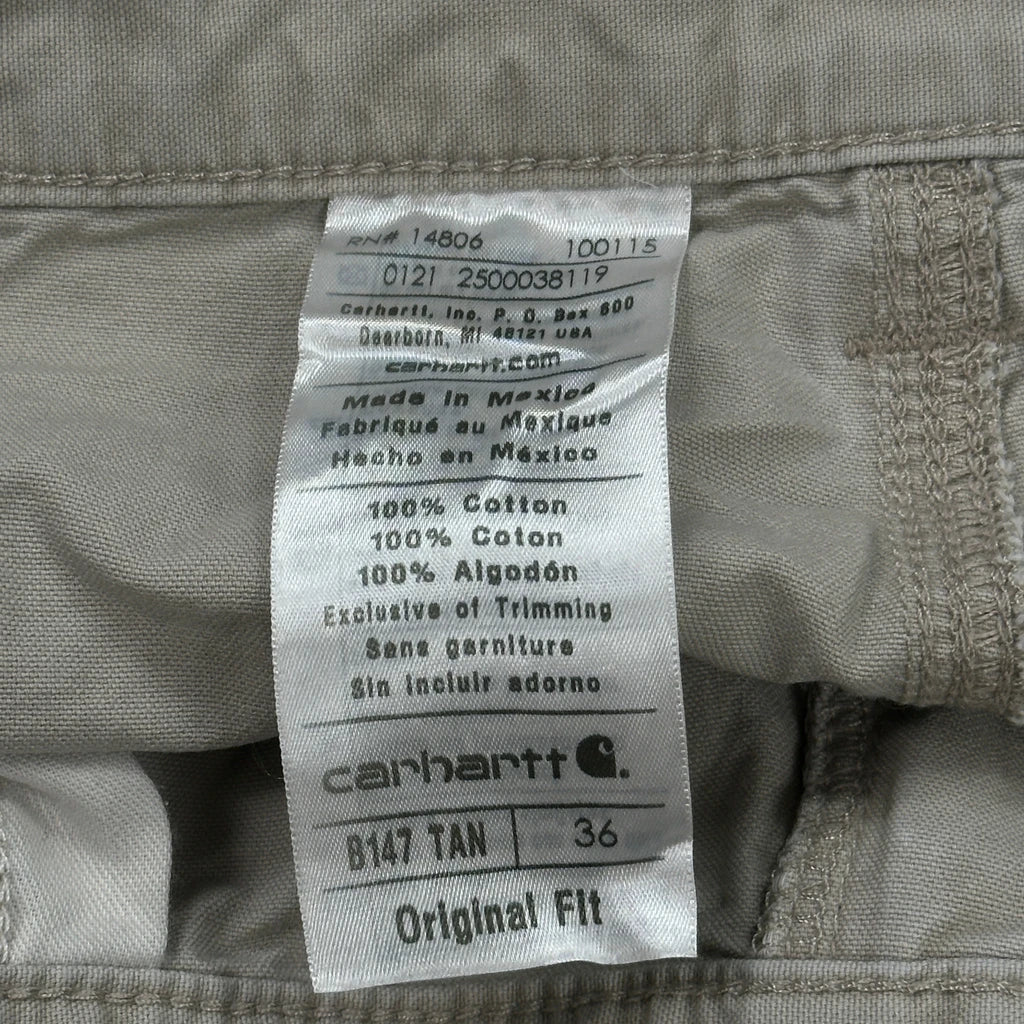 RN# 14806 100115
0121 2500038119
Carhartt, Inc. P. O. Box 600
Dearborn, MI 48121 USA
carhartt.com
Made in Mexico
Fabriqué au Mexique
Hecho en México
100% Cotton
100% Coton
100% Algodón
Exclusive of Trimming
Sans garniture
Sin incluir adorno
carhartt
B147 TAN 36
Original Fit